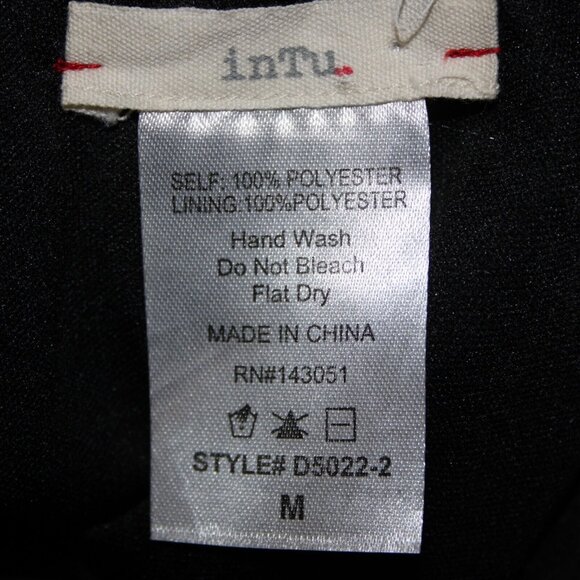 inTu.
SELF: 100% POLYESTER
LINING:100%POLYESTER
Hand Wash
Do Not Bleach
Flat Dry
MADE IN CHINA
RN#143051
STYLE# D5022-2
M